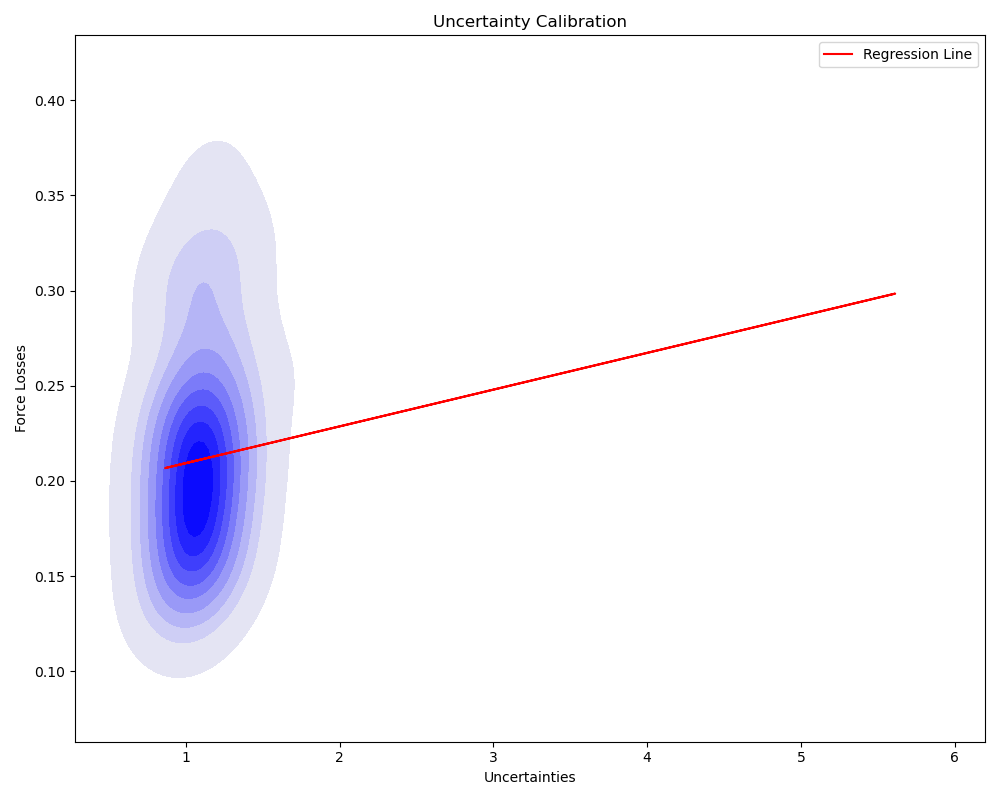 Uncertainty Calibration
Regression Line
Force Losses
0.40
0.35
0.30
0.25
0.20
0.15
0.10
1 2 3 4 5 6
Uncertainties